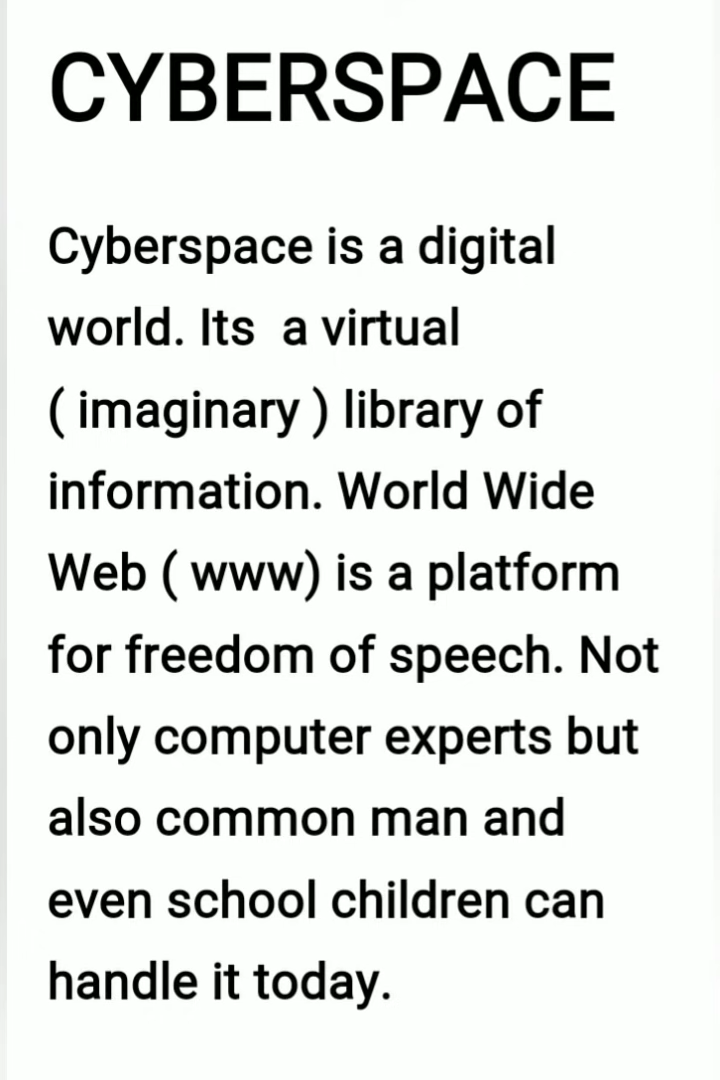 CYBERSPACE
Cyberspace is a digital
world. Its  a virtual
( imaginary ) library of
information. World Wide
Web ( www) is a platform
for freedom of speech. Not
only computer experts but
also common man and
even school children can
handle it today.